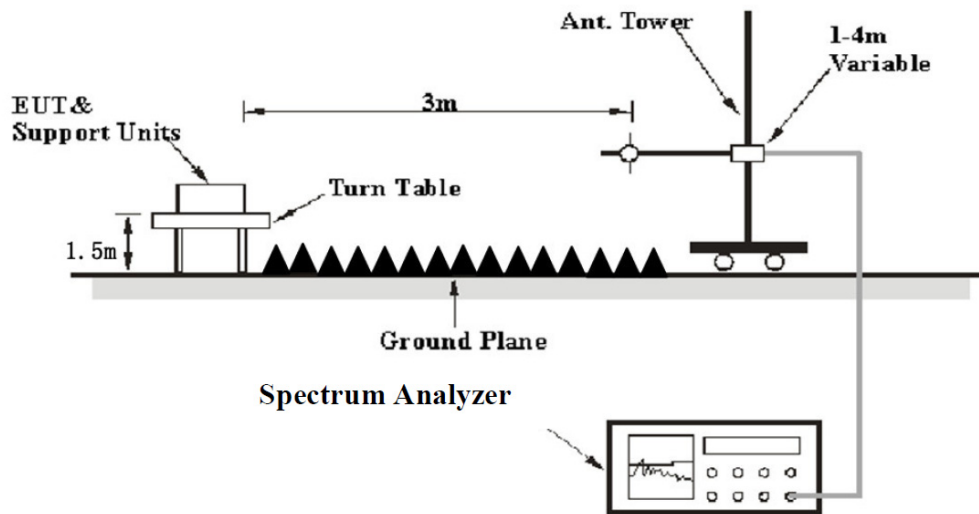 Ant. Tower
1-4m
Variable
3m
EUT&
Support Units
Turn Table
1.5m
Ground Plane
Spectrum Analyzer